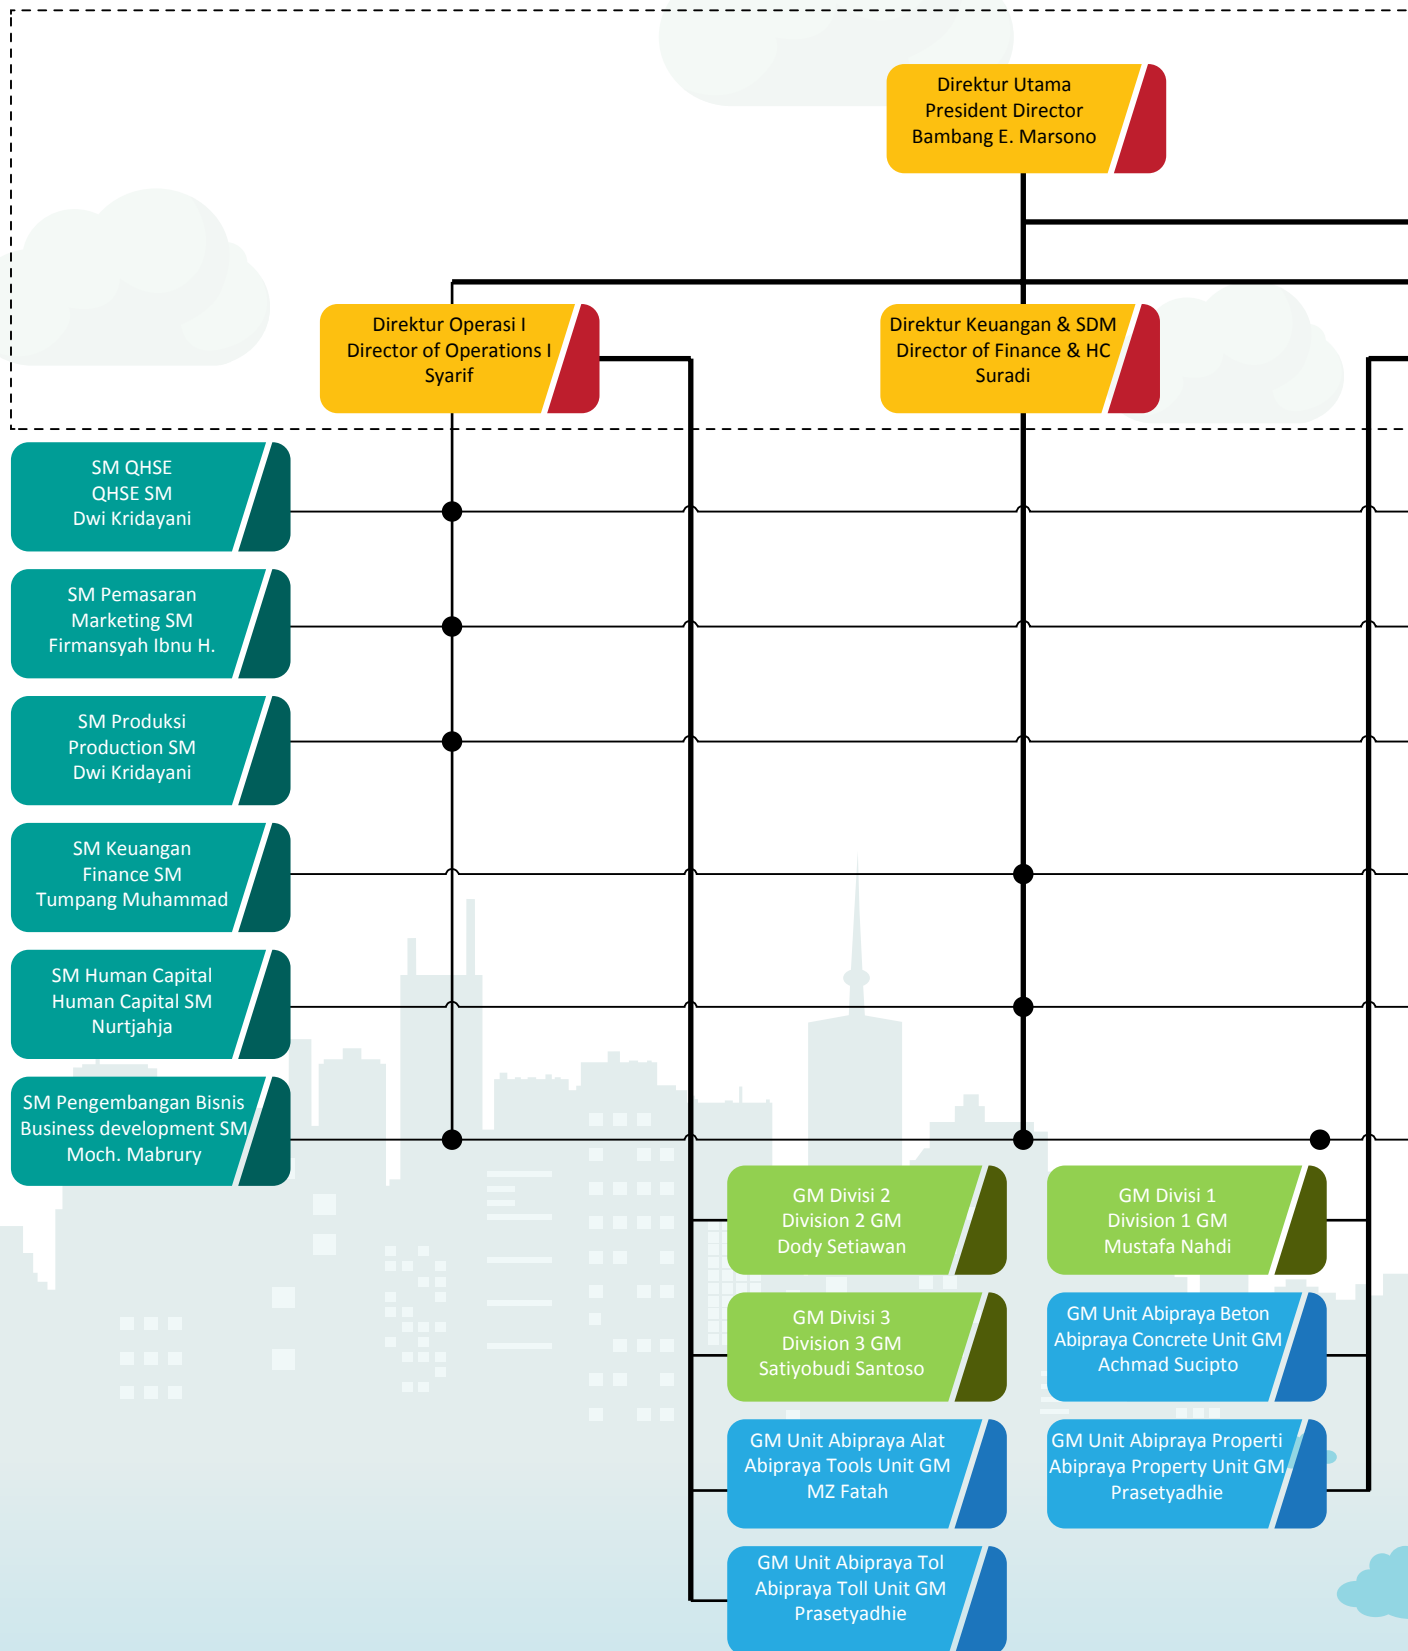 Direktur Utama
President Director
Bambang E. Marsono
Direktur Operasi I
Director of Operations I
Syarif
Direktur Keuangan & SDM
Director of Finance & HC
Suradi
SM QHSE
QHSE SM
Dwi Kridayani
SM Pemasaran
Marketing SM
Firmansyah Ibnu H.
SM Produksi
Production SM
Dwi Kridayani
SM Keuangan
Finance SM
Tumpang Muhammad
SM Human Capital
Human Capital SM
Nurtjahja
SM Pengembangan Bisnis
Business development SM
Moch. Mabrury
GM Divisi 2
Division 2 GM
Dody Setiawan
GM Divisi 1
Division 1 GM
Mustafa Nahdi
GM Divisi 3
Division 3 GM
Satiyobudi Santoso
GM Unit Abipraya Beton
Abipraya Concrete Unit GM
Achmad Sucipto
GM Unit Abipraya Alat
Abipraya Tools Unit GM
MZ Fatah
GM Unit Abipraya Properti
Abipraya Property Unit GM
Prasetyadhie
GM Unit Abipraya Tol
Abipraya Toll Unit GM
Prasetyadhie